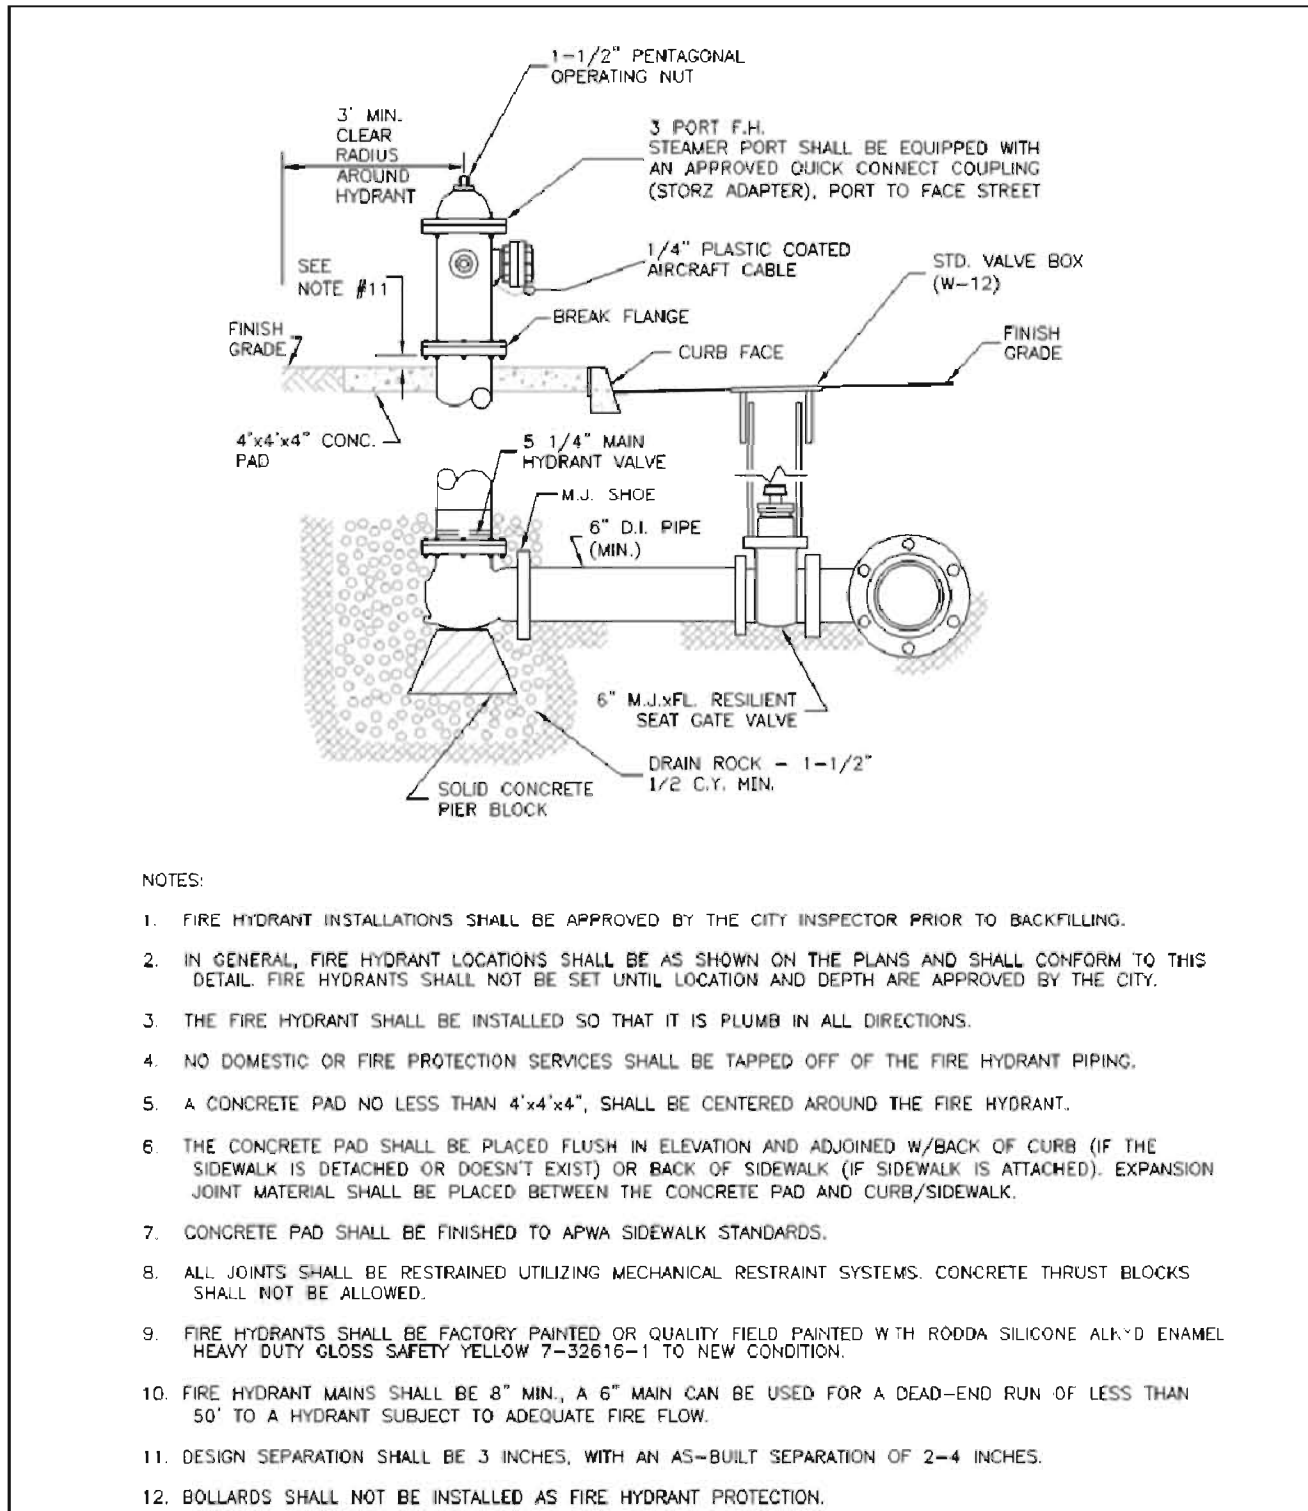 1-1/2" PENTAGONAL
OPERATING NUT
3' MIN.
CLEAR
RADIUS
AROUND
HYDRANT
3 PORT F.H.
STEAMER PORT SHALL BE EQUIPPED WITH
AN APPROVED QUICK CONNECT COUPLING
(STORZ ADAPTER), PORT TO FACE STREET
1/4" PLASTIC COATED
AIRCRAFT CABLE
STD. VALVE BOX
(W-12)
SEE
NOTE #11
BREAK FLANGE
FINISH
GRADE
CURB FACE
FINISH
GRADE
4'x4'x4" CONC.
PAD
5 1/4" MAIN
HYDRANT VALVE
M.J. SHOE
6" D.I. PIPE
(MIN.)
6" M.J.xFL. RESILIENT
SEAT GATE VALVE
DRAIN ROCK - 1-1/2"
1/2 C.Y. MIN.
SOLID CONCRETE
PIER BLOCK
NOTES:
1. FIRE HYDRANT INSTALLATIONS SHALL BE APPROVED BY THE CITY INSPECTOR PRIOR TO BACKFILLING.
2. IN GENERAL, FIRE HYDRANT LOCATIONS SHALL BE AS SHOWN ON THE PLANS AND SHALL CONFORM TO THIS
DETAIL. FIRE HYDRANTS SHALL NOT BE SET UNTIL LOCATION AND DEPTH ARE APPROVED BY THE CITY.
3. THE FIRE HYDRANT SHALL BE INSTALLED SO THAT IT IS PLUMB IN ALL DIRECTIONS.
4. NO DOMESTIC OR FIRE PROTECTION SERVICES SHALL BE TAPPED OFF OF THE FIRE HYDRANT PIPING.
5. A CONCRETE PAD NO LESS THAN 4'x4'x4", SHALL BE CENTERED AROUND THE FIRE HYDRANT.
6. THE CONCRETE PAD SHALL BE PLACED FLUSH IN ELEVATION AND ADJOINED W/BACK OF CURB (IF THE
SIDEWALK IS DETACHED OR DOESN'T EXIST) OR BACK OF SIDEWALK (IF SIDEWALK IS ATTACHED). EXPANSION
JOINT MATERIAL SHALL BE PLACED BETWEEN THE CONCRETE PAD AND CURB/SIDEWALK.
7. CONCRETE PAD SHALL BE FINISHED TO APWA SIDEWALK STANDARDS.
8. ALL JOINTS SHALL BE RESTRAINED UTILIZING MECHANICAL RESTRAINT SYSTEMS. CONCRETE THRUST BLOCKS
SHALL NOT BE ALLOWED.
9. FIRE HYDRANTS SHALL BE FACTORY PAINTED OR QUALITY FIELD PAINTED WITH RODDA SILICONE ALKYD ENAMEL
HEAVY DUTY GLOSS SAFETY YELLOW 7-32616-1 TO NEW CONDITION.
10. FIRE HYDRANT MAINS SHALL BE 8" MIN., A 6" MAIN CAN BE USED FOR A DEAD-END RUN OF LESS THAN
50' TO A HYDRANT SUBJECT TO ADEQUATE FIRE FLOW.
11. DESIGN SEPARATION SHALL BE 3 INCHES, WITH AN AS-BUILT SEPARATION OF 2-4 INCHES.
12. BOLLARDS SHALL NOT BE INSTALLED AS FIRE HYDRANT PROTECTION.